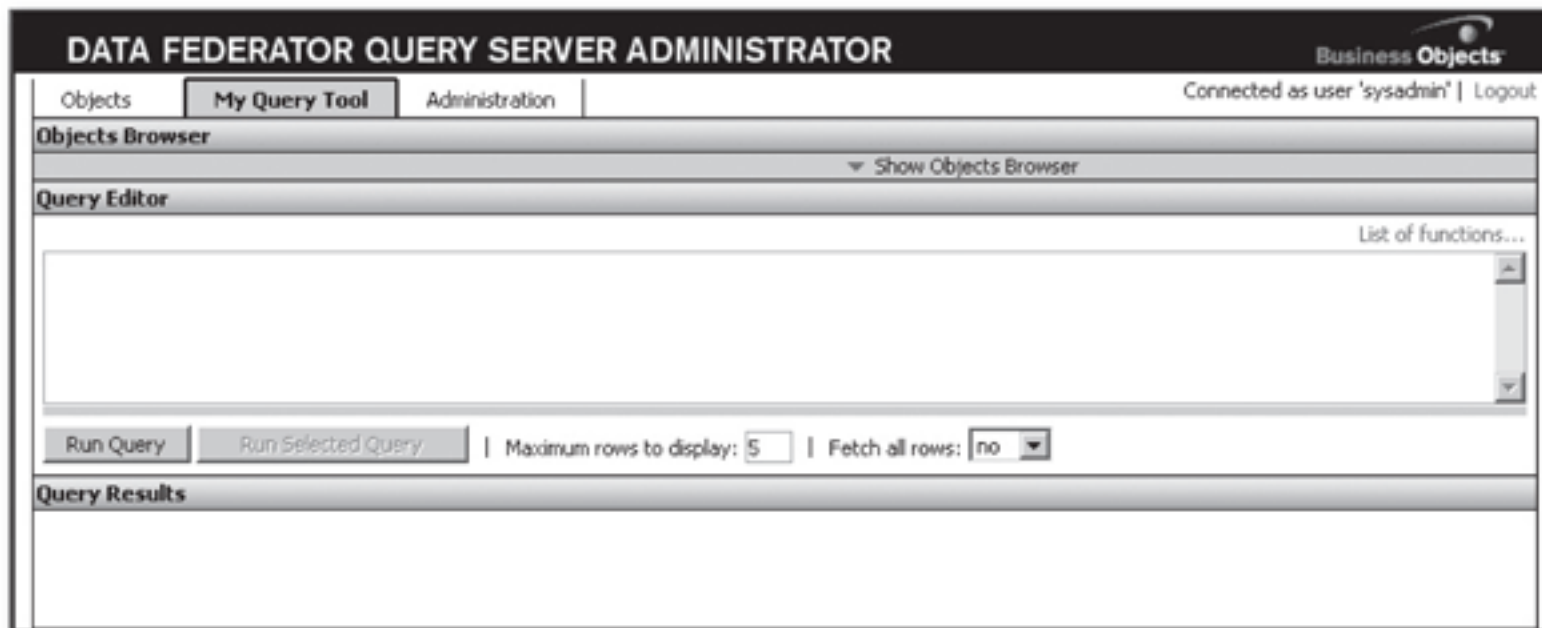 DATA FEDERATOR QUERY SERVER ADMINISTRATOR
Business Objects
Objects My Query Tool Administration
Connected as user 'sysadmin' | Logout
Objects Browser
Show Objects Browser
Query Editor
List of functions...
Run Query Run Selected Query | Maximum rows to display: 5 | Fetch all rows: no
Query Results